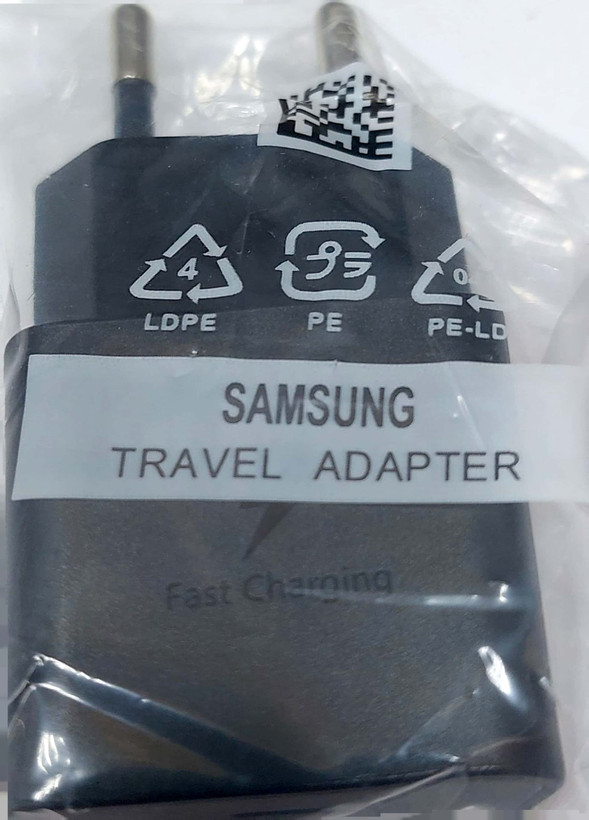 4
LDPE PE PE-LD
SAMSUNG
TRAVEL ADAPTER
Fast Charging